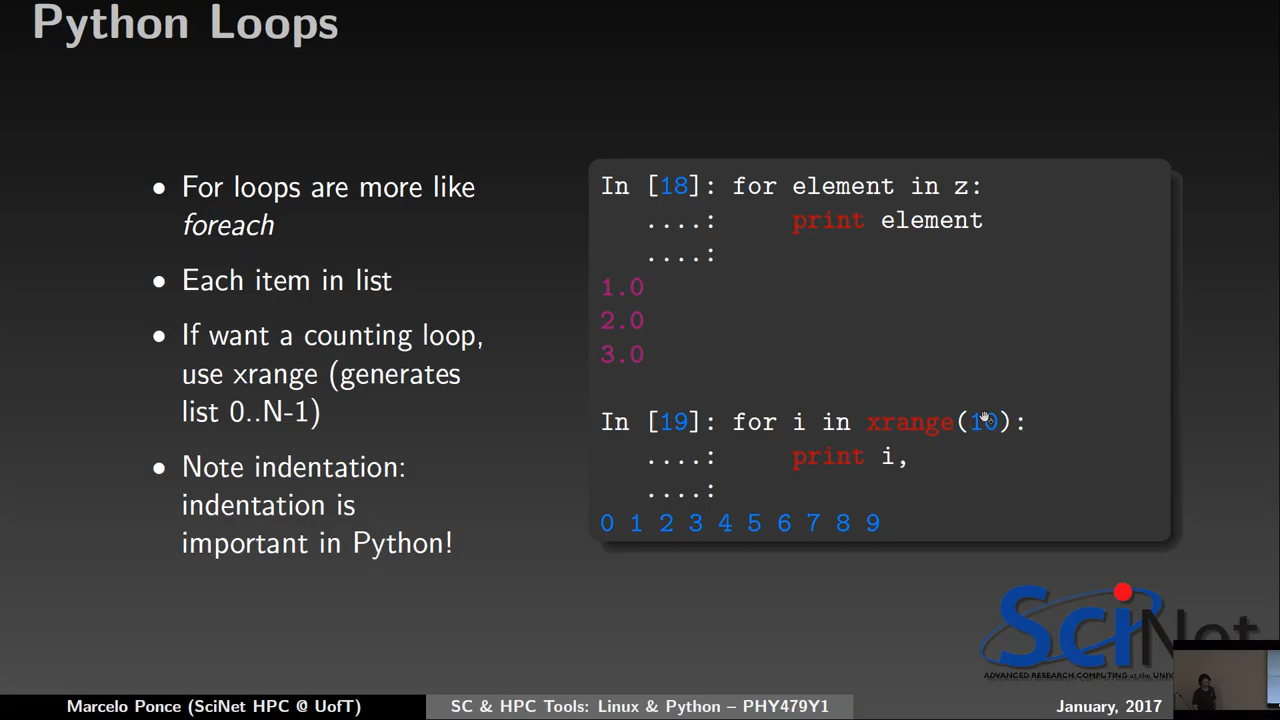 Python Loops
• For loops are more like
foreach
• Each item in list
• If want a counting loop,
use xrange (generates
list 0..N-1)
• Note indentation:
indentation is
important in Python!
In [18]: for element in z:
....: print element
....:
1.0
2.0
3.0
In [19]: for i in xrange(10):
....: print i,
....:
0 1 2 3 4 5 6 7 8 9
SciNet
ADVANCED RESEARCH COMPUTING at the
Marcelo Ponce (SciNet HPC @ UofT)
SC & HPC Tools: Linux & Python – PHY479Y1
January, 2017